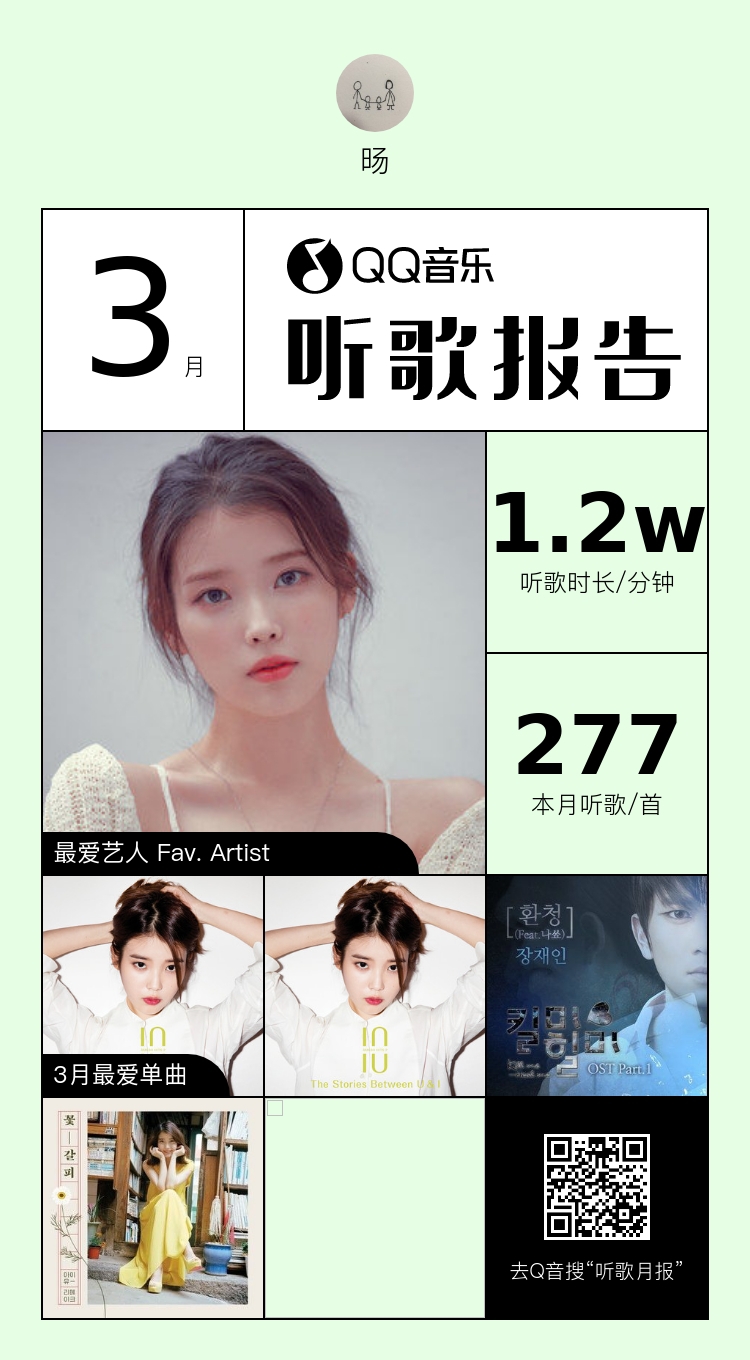 旸
3月
QQ音乐
听歌报告
1.2w
听歌时长/分钟
277
本月听歌/首
最爱艺人 Fav. Artist
3月最爱单曲
IU
The Stories Between U & I
[환청]
(Feat.나쑈)
장재인
킬미
힐미
OST Part.1
꽃
갈
피
아이
유
리메
이크
去Q音搜“听歌月报”